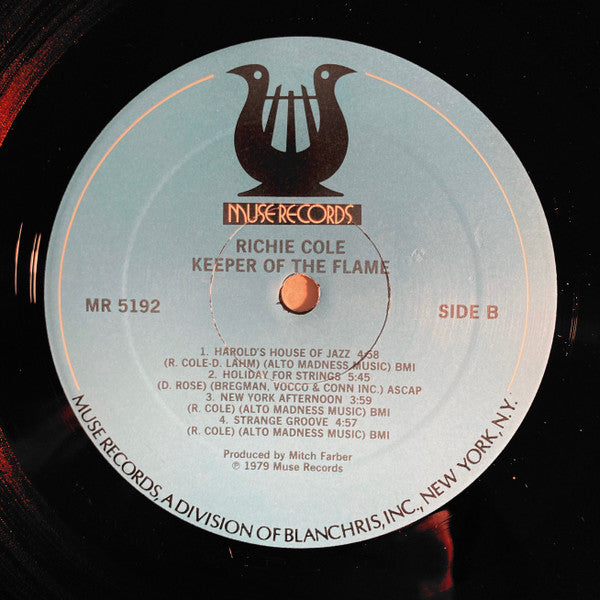 MUSE RECORDS
RICHIE COLE
KEEPER OF THE FLAME
MR 5192
SIDE B
1. HAROLD'S HOUSE OF JAZZ 4:58
(R. COLE-D. LAHM) (ALTO MADNESS MUSIC) BMI
2. HOLIDAY FOR STRINGS 5:45
(D. ROSE) (BREGMAN, VOCCO & CONN INC.) ASCAP
3. NEW YORK AFTERNOON 3:59
(R. COLE) (ALTO MADNESS MUSIC) BMI
4. STRANGE GROOVE 4:57
(R. COLE) (ALTO MADNESS MUSIC) BMI
Produced by Mitch Farber
℗ 1979 Muse Records
MUSE RECORDS, A DIVISION OF BLANCHRIS, INC., NEW YORK, N.Y.